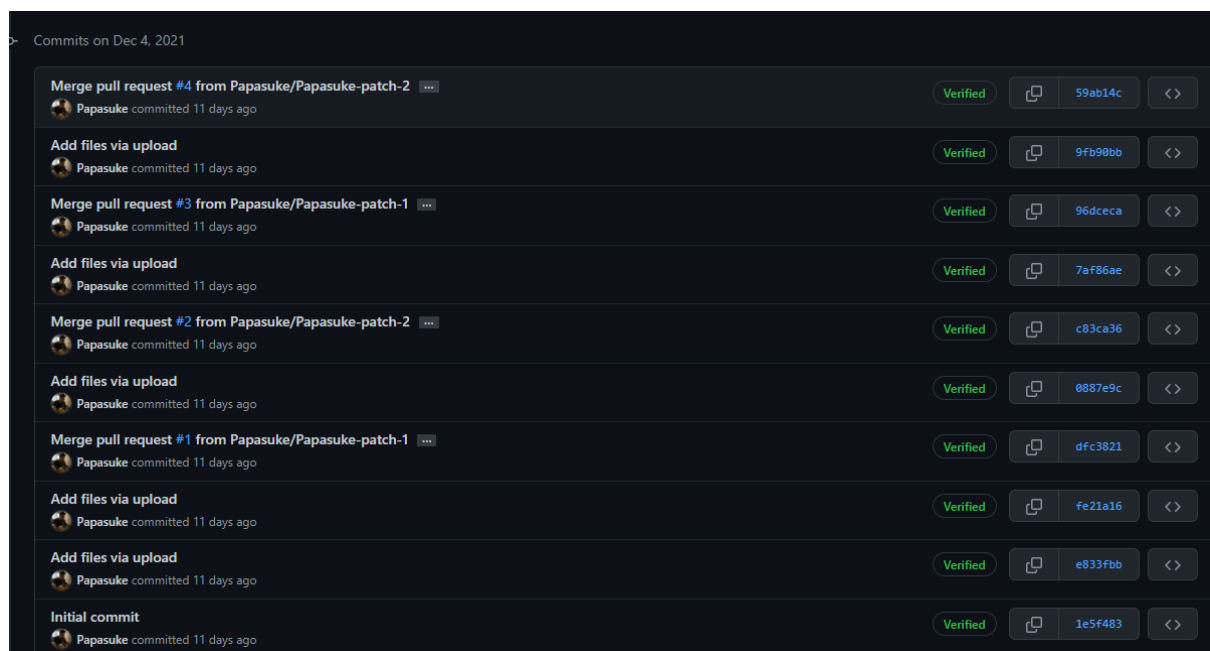 Commits on Dec 4, 2021
Merge pull request #4 from Papasuke/Papasuke-patch-2 ...
Verified 59ab14c <>
Papasuke committed 11 days ago
Add files via upload
Verified 9fb90bb <>
Papasuke committed 11 days ago
Merge pull request #3 from Papasuke/Papasuke-patch-1 ...
Verified 96dceca <>
Papasuke committed 11 days ago
Add files via upload
Verified 7af86ae <>
Papasuke committed 11 days ago
Merge pull request #2 from Papasuke/Papasuke-patch-2 ...
Verified c83ca36 <>
Papasuke committed 11 days ago
Add files via upload
Verified 0887e9c <>
Papasuke committed 11 days ago
Merge pull request #1 from Papasuke/Papasuke-patch-1 ...
Verified dfc3821 <>
Papasuke committed 11 days ago
Add files via upload
Verified fe21a16 <>
Papasuke committed 11 days ago
Add files via upload
Verified e833fbb <>
Papasuke committed 11 days ago
Initial commit
Verified 1e5f483 <>
Papasuke committed 11 days ago